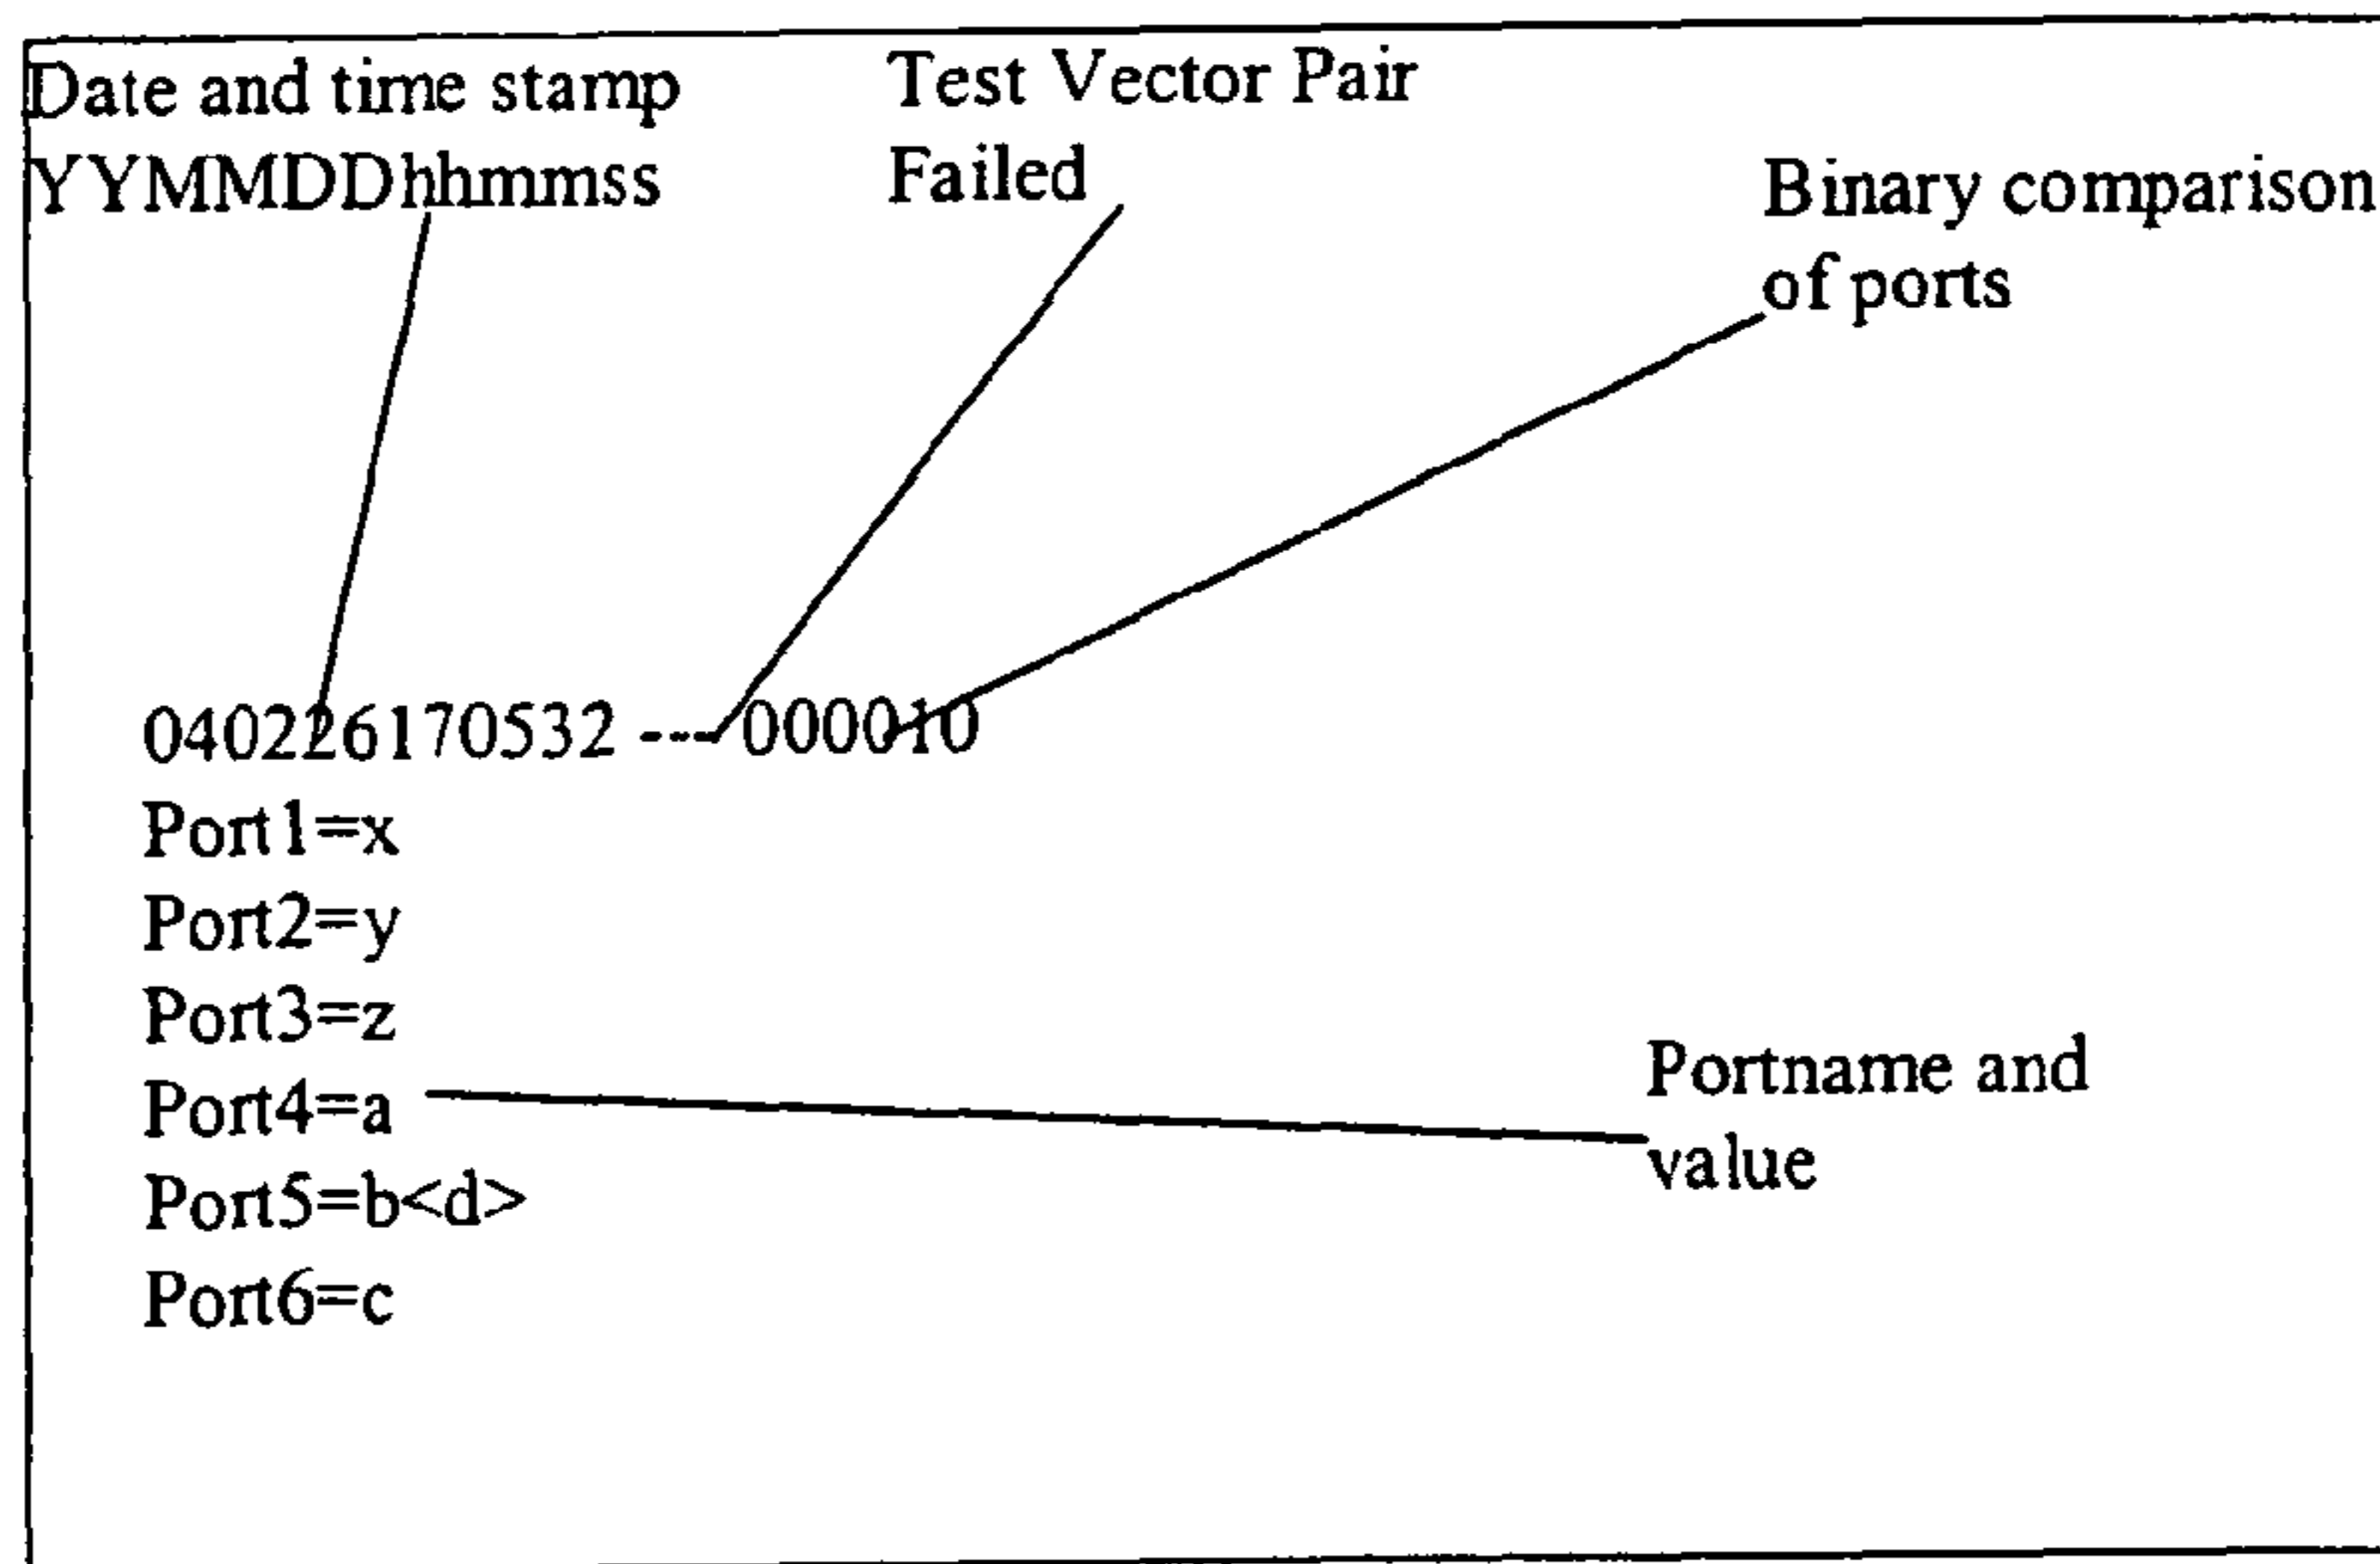 Date and time stamp
YYMMDDhhmmss
Test Vector Pair
Failed
Binary comparison
of ports
040226170532 ---- 000010
Port1=x
Port2=y
Port3=z
Port4=a
Port5=b<d>
Port6=c
Portname and
value